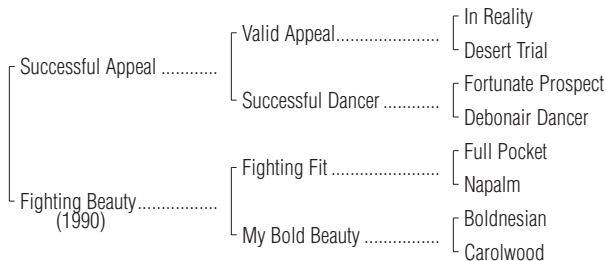 In Reality
Valid Appeal.....................
Desert Trial
Successful Appeal ...........
Fortunate Prospect
Successful Dancer ...........
Debonair Dancer
Full Pocket
Fighting Fit .....................
Napalm
Fighting Beauty................
(1990)
Boldnesian
My Bold Beauty ...............
Carolwood